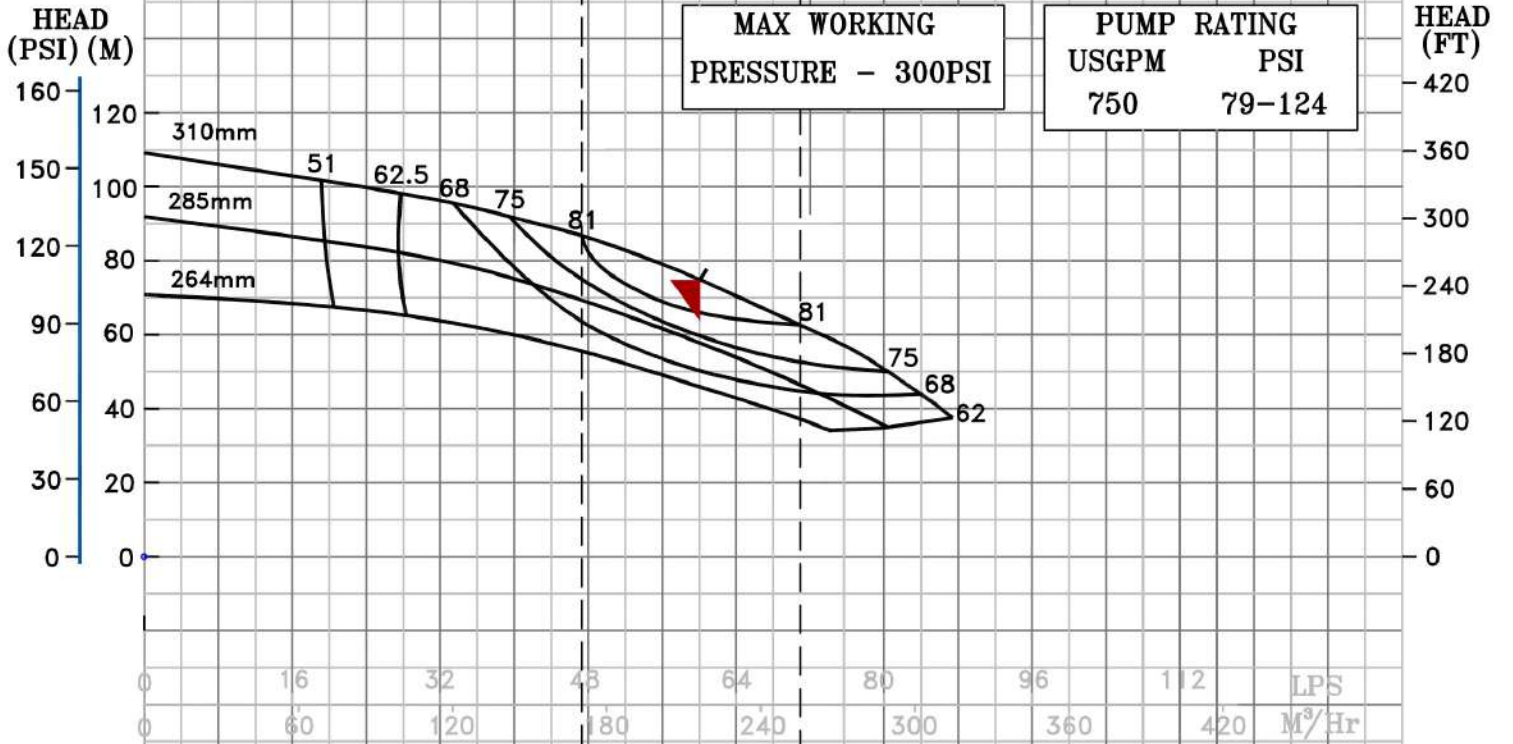 HEAD
(PSI) (M)
MAX WORKING
PRESSURE - 300PSI
PUMP RATING
USGPM PSI
750 79-124
HEAD
(FT)
160
150
120
90
60
30
0
120
100
80
60
40
20
0
420
360
300
240
180
120
60
0
310mm
285mm
264mm
51
62.5
68
75
81
81
75
68
62
0 16 32 48 64 80 96 112 LPS
0 60 120 180 240 300 360 420 M³/Hr